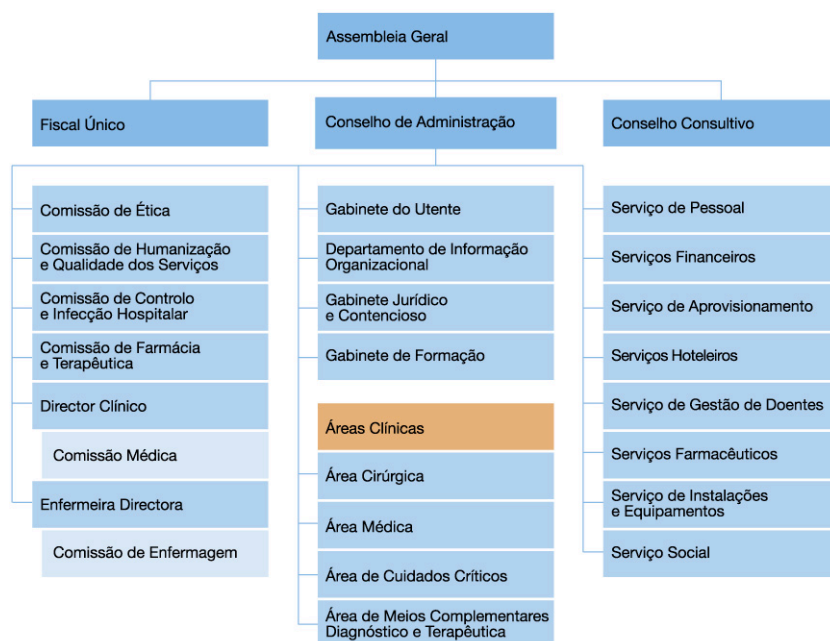 Assembleia Geral
Fiscal Único
Conselho de Administração
Conselho Consultivo
Comissão de Ética
Comissão de Humanização
e Qualidade dos Serviços
Comissão de Controlo
e Infecção Hospitalar
Comissão de Farmácia
e Terapêutica
Director Clínico
Comissão Médica
Enfermeira Directora
Comissão de Enfermagem
Gabinete do Utente
Departamento de Informação
Organizacional
Gabinete Jurídico
e Contencioso
Gabinete de Formação
Áreas Clínicas
Área Cirúrgica
Área Médica
Área de Cuidados Críticos
Área de Meios Complementares
Diagnóstico e Terapêutica
Serviço de Pessoal
Serviços Financeiros
Serviço de Aprovisionamento
Serviços Hoteleiros
Serviço de Gestão de Doentes
Serviços Farmacêuticos
Serviço de Instalações
e Equipamentos
Serviço Social